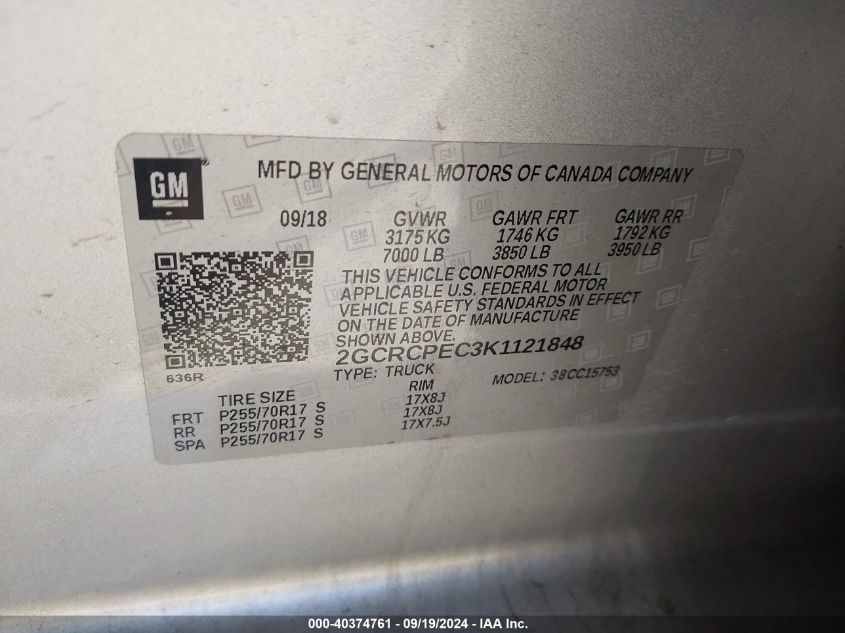 GM ® MFD BY GENERAL MOTORS OF CANADA COMPANY
09/18 GVWR GAWR FRT GAWR RR
3175 KG 1746 KG 1792 KG
7000 LB 3850 LB 3950 LB
THIS VEHICLE CONFORMS TO ALL
APPLICABLE U.S. FEDERAL MOTOR
VEHICLE SAFETY STANDARDS IN EFFECT
ON THE DATE OF MANUFACTURE
SHOWN ABOVE.
2GCRCPEC3K1121848
636R TYPE: TRUCK MODEL: 38CC15753
TIRE SIZE RIM
FRT P255/70R17 S 17X8J
RR P255/70R17 S 17X8J
SPA P255/70R17 S 17X7.5J
000-40374761 - 09/19/2024 - IAA Inc.